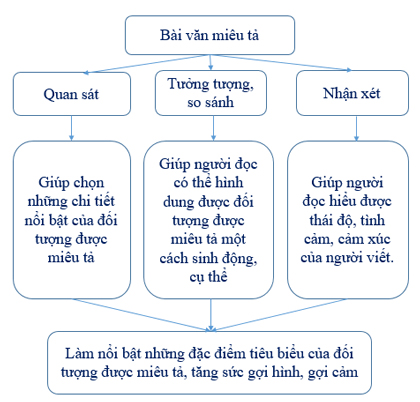 Bài văn miêu tả
Quan sát
Tưởng tượng,
so sánh
Nhận xét
Giúp chọn
những chi tiết
nổi bật của đối
tượng được
miêu tả
Giúp người đọc
có thể hình
dung được đối
tượng được
miêu tả một
cách sinh động,
cụ thể
Giúp người
đọc hiểu được
thái độ, tình
cảm, cảm xúc
của người viết.
Làm nổi bật những đặc điểm tiêu biểu của đối
tượng được miêu tả, tăng sức gợi hình, gợi cảm